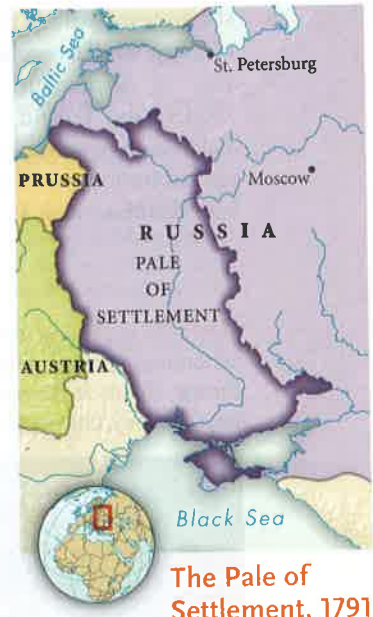 Baltic Sea
St. Petersburg
PRUSSIA
Moscow
RUSSIA
PALE
OF
SETTLEMENT
AUSTRIA
Black Sea
The Pale of
Settlement, 1791